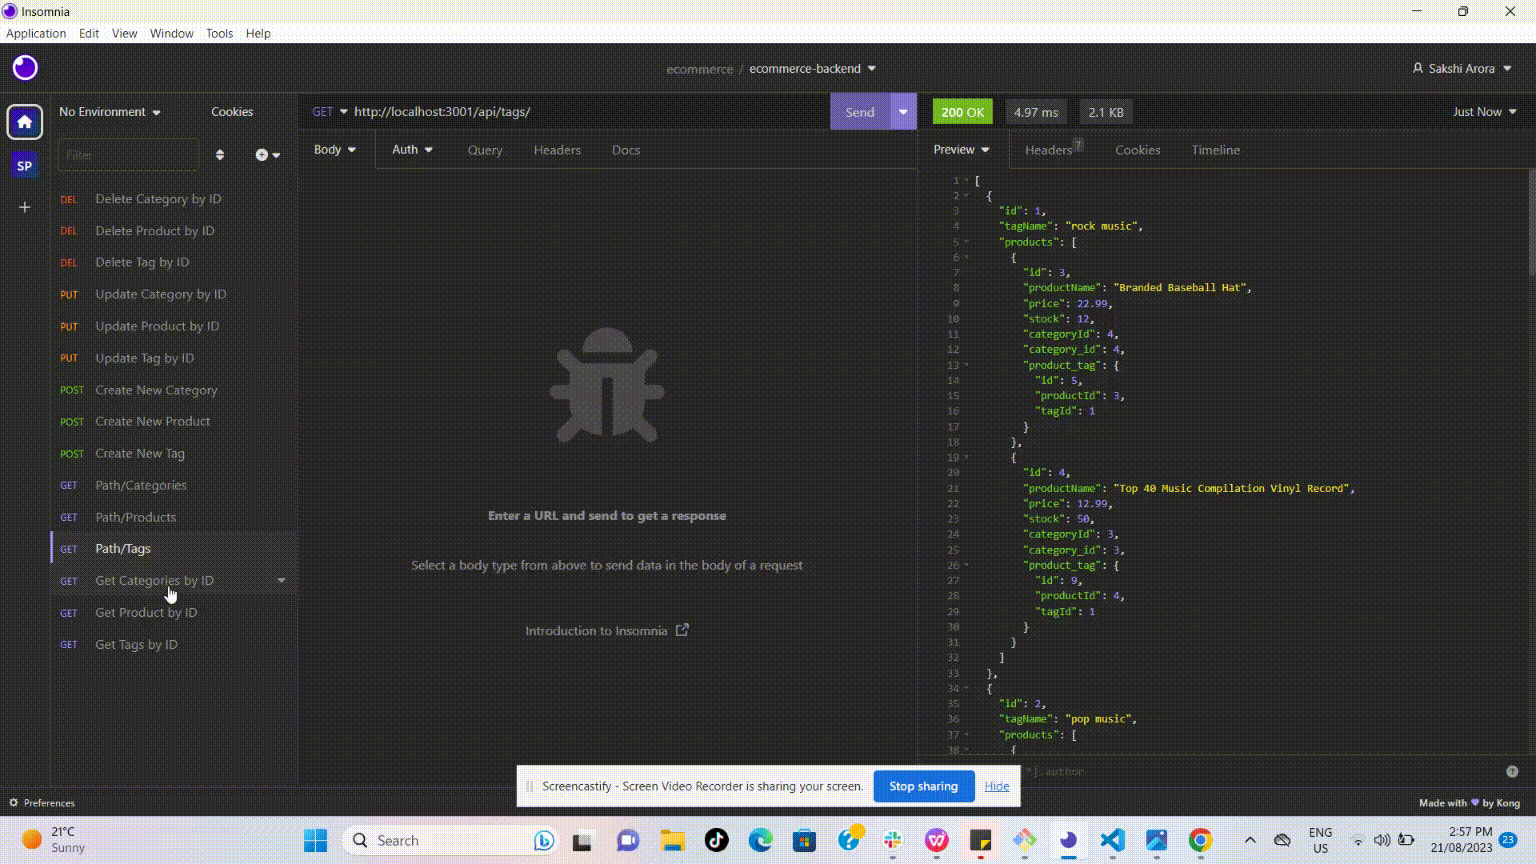 Insomnia
Application Edit View Window Tools Help
ecommerce / ecommerce-backend
Sakshi Arora
No Environment
Cookies
GET http://localhost:3001/api/tags/
Send
200 OK
4.97 ms
2.1 KB
Just Now
Filter
SP
Body
Auth
Query
Headers
Docs
Preview
Headers 7
Cookies
Timeline
DEL Delete Category by ID
DEL Delete Product by ID
DEL Delete Tag by ID
PUT Update Category by ID
PUT Update Product by ID
PUT Update Tag by ID
POST Create New Category
POST Create New Product
POST Create New Tag
GET Path/Categories
GET Path/Products
GET Path/Tags
GET Get Categories by ID
GET Get Product by ID
GET Get Tags by ID
Enter a URL and send to get a response
Select a body type from above to send data in the body of a request
Introduction to Insomnia
1 [
2 {
3 "id": 1,
4 "tagName": "rock music",
5 "products": [
6 {
7 "id": 3,
8 "productName": "Branded Baseball Hat",
9 "price": 22.99,
10 "stock": 12,
11 "categoryId": 4,
12 "category_id": 4,
13 "product_tag": {
14 "id": 5,
15 "productId": 3,
16 "tagId": 1
17 }
18 },
19 {
20 "id": 4,
21 "productName": "Top 40 Music Compilation Vinyl Record",
22 "price": 12.99,
23 "stock": 50,
24 "categoryId": 3,
25 "category_id": 3,
26 "product_tag": {
27 "id": 9,
28 "productId": 4,
29 "tagId": 1
30 }
31 }
32 ]
33 },
34 {
35 "id": 2,
36 "tagName": "pop music",
37 "products": [
38 {
*].author
Screencastify - Screen Video Recorder is sharing your screen.
Stop sharing
Hide
Preferences
Made with by Kong
21°C
Sunny
Search
ENG
US
2:57 PM
21/08/2023
23